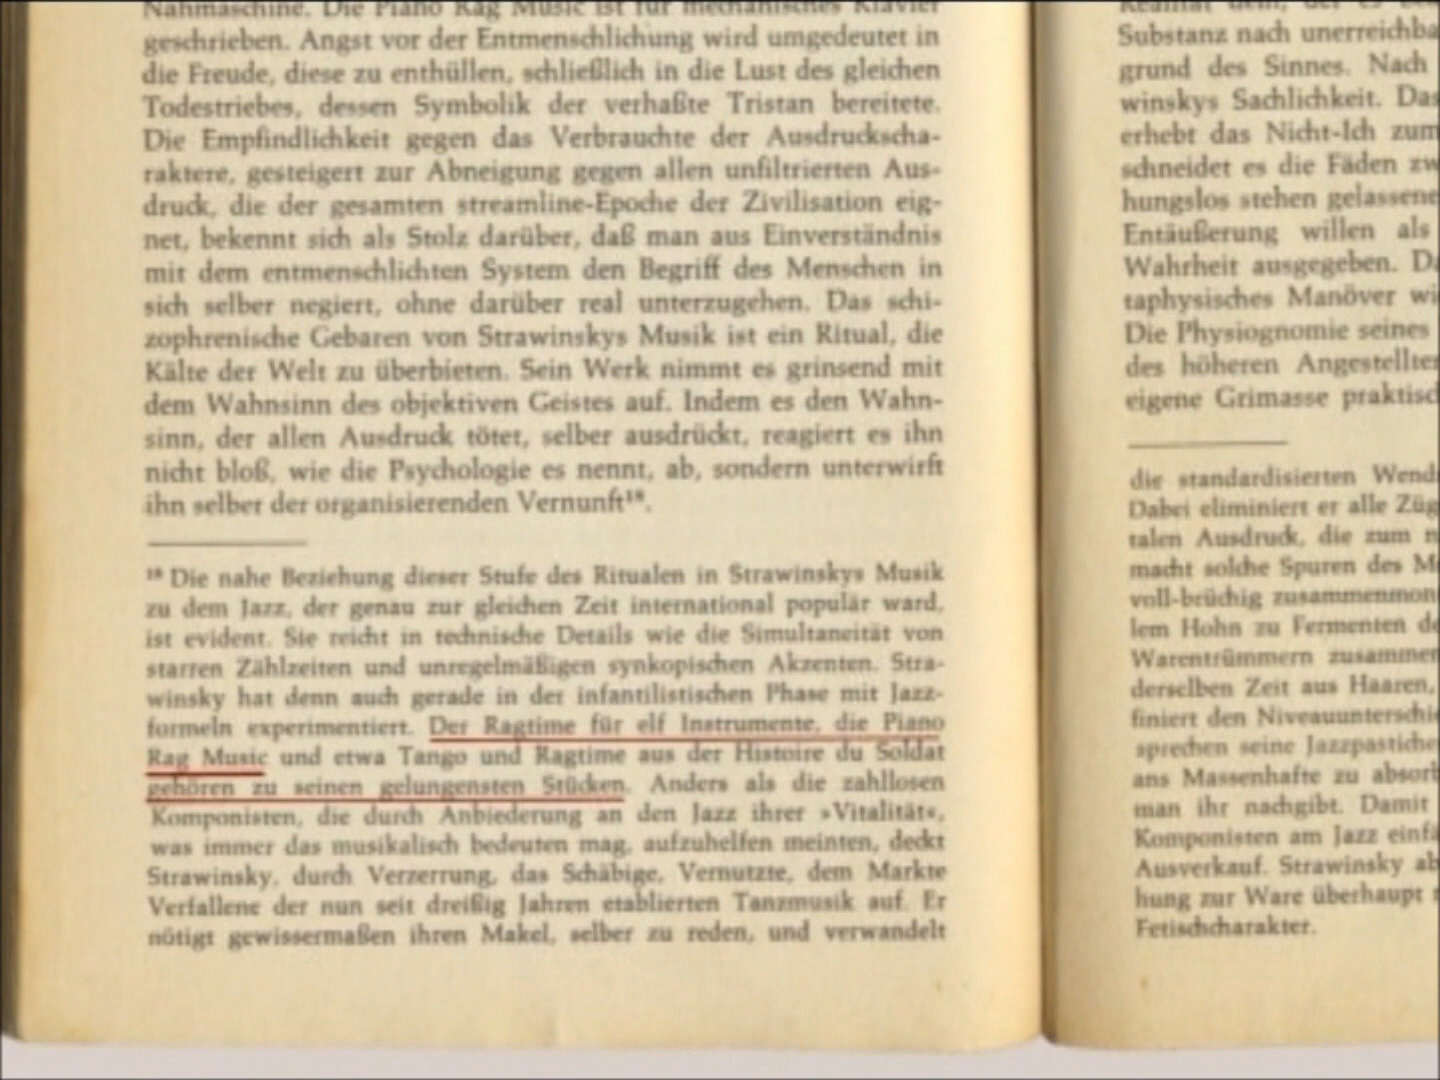 Nähmaschine. Die Piano Rag Music ist für mechanisches Klavier
geschrieben. Angst vor der Entmenschlichung wird umgedeutet in
die Freude, diese zu enthüllen, schließlich in die Lust des gleichen
Todestriebes, dessen Symbolik der verhaßte Tristan bereitete.
Die Empfindlichkeit gegen das Verbrauchte der Ausdruckscha-
raktere, gesteigert zur Abneigung gegen allen unfiltrierten Aus-
druck, die der gesamten streamline-Epoche der Zivilisation eig-
net, bekennt sich als Stolz darüber, daß man aus Einverständnis
mit dem entmenschlichten System den Begriff des Menschen in
sich selber negiert, ohne darüber real unterzugehen. Das schi-
zophrenische Gebaren von Strawinskys Musik ist ein Ritual, die
Kälte der Welt zu überbieten. Sein Werk nimmt es grinsend mit
dem Wahnsinn des objektiven Geistes auf. Indem es den Wahn-
sinn, der allen Ausdruck tötet, selber ausdrückt, reagiert es ihn
nicht bloß, wie die Psychologie es nennt, ab, sondern unterwirft
ihn selber der organisierenden Vernunft¹⁸.
¹⁸ Die nahe Beziehung dieser Stufe des Ritualen in Strawinskys Musik
zu dem Jazz, der genau zur gleichen Zeit international populär ward,
ist evident. Sie reicht in technische Details wie die Simultaneität von
starren Zählzeiten und unregelmäßigen synkopischen Akzenten. Stra-
winsky hat denn auch gerade in der infantilistischen Phase mit Jazz-
formeln experimentiert. Der Ragtime für elf Instrumente, die Piano
Rag Music und etwa Tango und Ragtime aus der Histoire du Soldat
gehören zu seinen gelungensten Stücken. Anders als die zahllosen
Komponisten, die durch Anbiederung an den Jazz ihrer »Vitalität«,
was immer das musikalisch bedeuten mag, aufzuhelfen meinten, deckt
Strawinsky, durch Verzerrung, das Schäbige, Vernutzte, dem Markte
Verfallene der nun seit dreißig Jahren etablierten Tanzmusik auf. Er
nötigt gewissermaßen ihren Makel, selber zu reden, und verwandelt
Realität dem, der es
Substanz nach unerreichba
grund des Sinnes. Nach
winskys Sachlichkeit. Das
erhebt das Nicht-Ich zum
schneidet es die Fäden zw
hungslos stehen gelassene
Entäußerung willen als
Wahrheit ausgegeben. Da
taphysisches Manöver wi
Die Physiognomie seines
des höheren Angestellten
eigene Grimasse praktisch
die standardisierten Wend
Dabei eliminiert er alle Züg
talen Ausdruck, die zum n
macht solche Spuren des Me
voll-brüchig zusammenmon
lem Hohn zu Fermenten de
Warentrümmern zusammen
derselben Zeit aus Haaren,
finiert den Niveauunterschie
sprechen seine Jazzpastiche
ans Massenhafte zu absorb
man ihr nachgibt. Damit
Komponisten am Jazz einfä
Ausverkauf. Strawinsky ab
hung zur Ware überhaupt
Fetischcharakter.